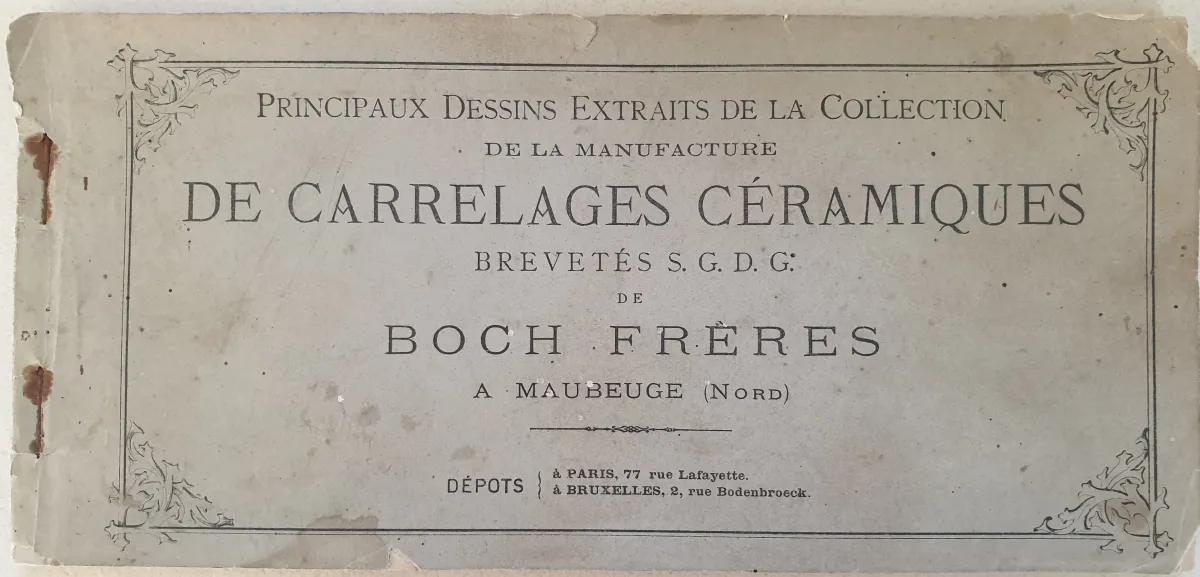 PRINCIPAUX DESSINS EXTRAITS DE LA COLLECTION
DE LA MANUFACTURE
DE CARRELAGES CÉRAMIQUES
BREVETÉS S. G. D. G.
DE
BOCH FRÈRES
A MAUBEUGE (NORD)
DÉPOTS { à PARIS, 77 rue Lafayette.
à BRUXELLES, 2, rue Bodenbroeck.